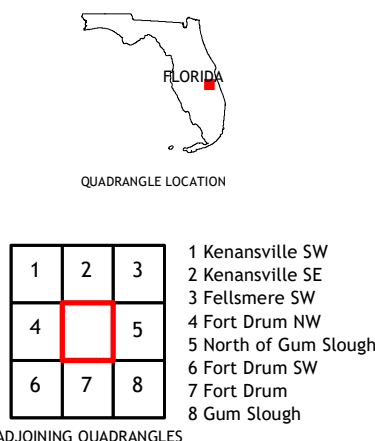 FLORIDA
QUADRANGLE LOCATION
1 2 3
4 5
6 7 8
1 Kenansville SW
2 Kenansville SE
3 Fellsmere SW
4 Fort Drum NW
5 North of Gum Slough
6 Fort Drum SW
7 Fort Drum
8 Gum Slough
ADJOINING QUADRANGLES